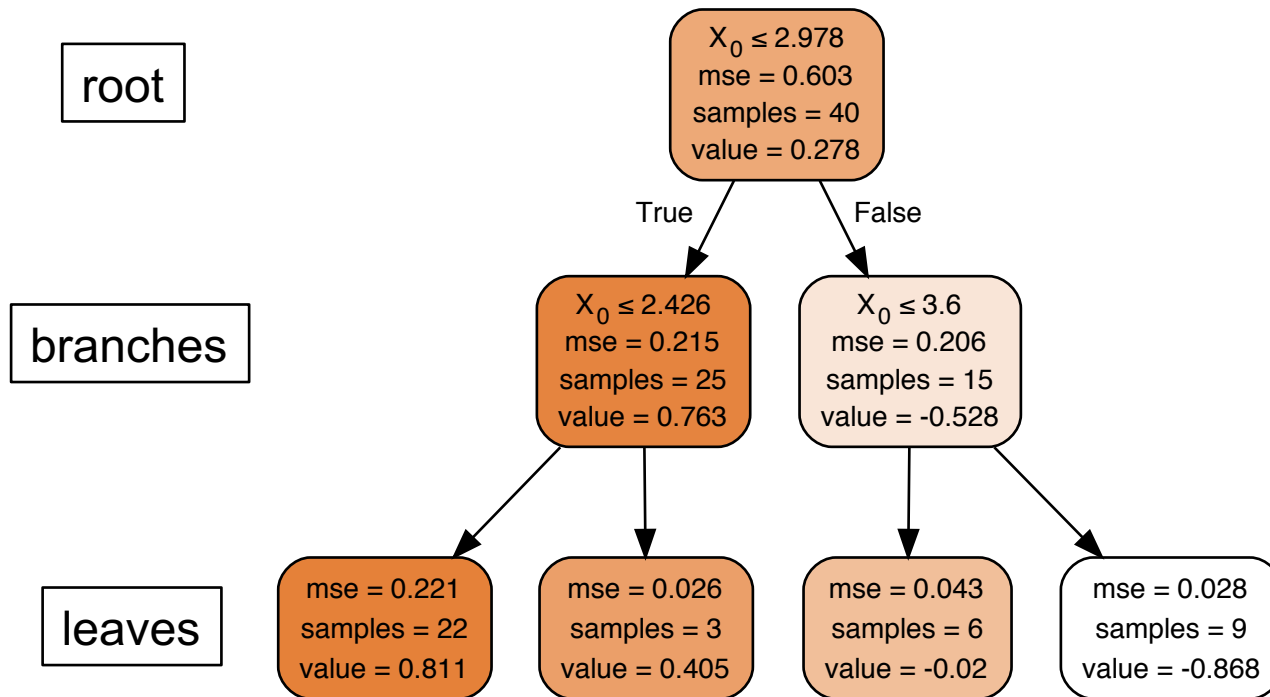 root
X_0 ≤ 2.978
mse = 0.603
samples = 40
value = 0.278
True
False
branches
X_0 ≤ 2.426
mse = 0.215
samples = 25
value = 0.763
X_0 ≤ 3.6
mse = 0.206
samples = 15
value = -0.528
leaves
mse = 0.221
samples = 22
value = 0.811
mse = 0.026
samples = 3
value = 0.405
mse = 0.043
samples = 6
value = -0.02
mse = 0.028
samples = 9
value = -0.868